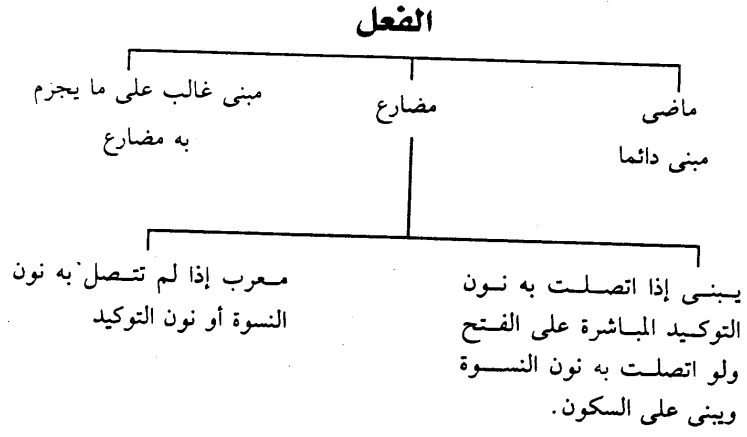 الفعل
ماضى
مبنى دائما
مضارع
مبنى غالب على ما يجزم
به مضارع
يبنى إذا اتصلت به نون
التوكيد المباشرة على الفتح
ولو اتصلت به نون النسوة
ويبنى على السكون.
معرب إذا لم تتصل به نون
النسوة أو نون التوكيد